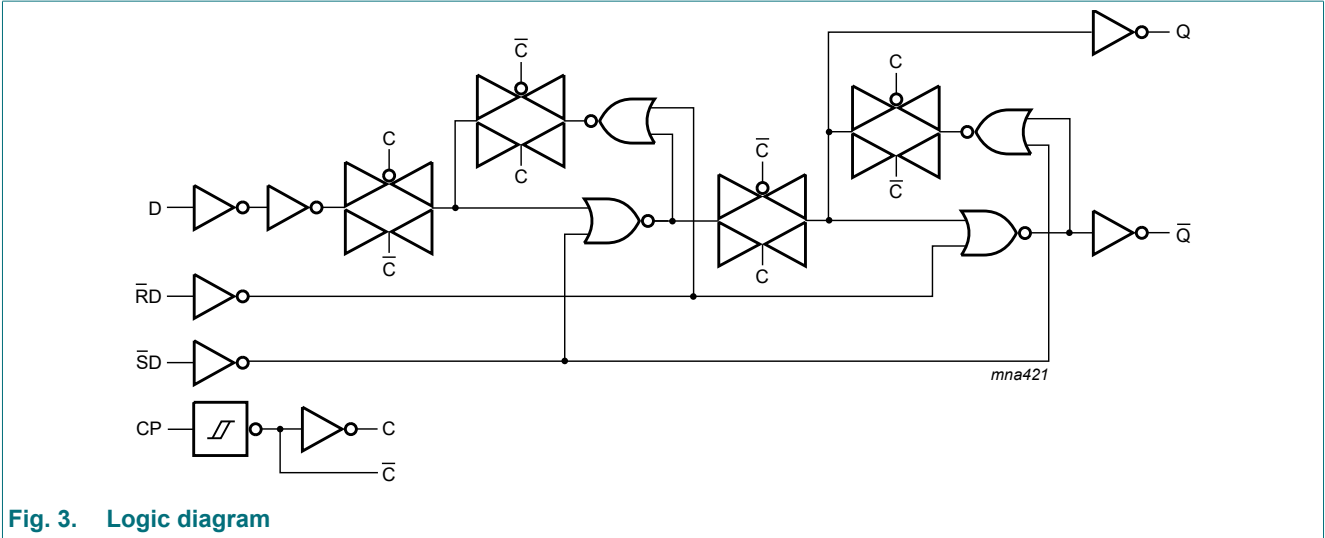 Q
C̅
C
C
C̅
D
C
C̅
C
C̅
C
Q̅
R̅D
S̅D
mna421
CP
C
C̅
Fig. 3. Logic diagram